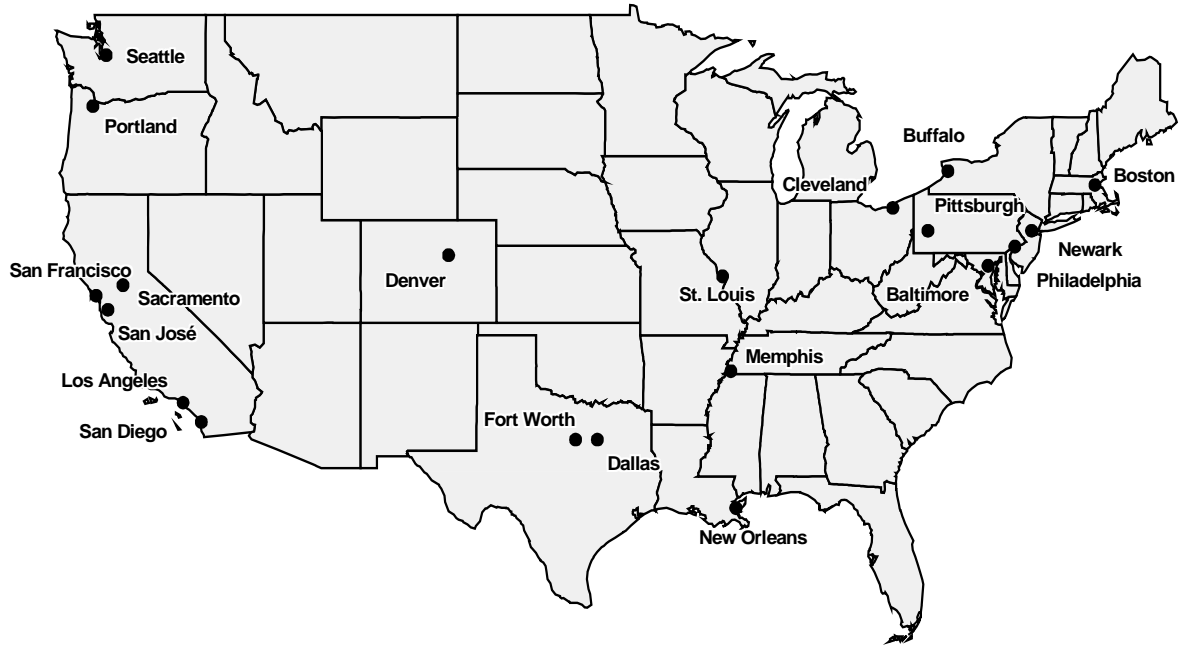 Seattle
Portland
Buffalo
Boston
Cleveland
Pittsburgh
Newark
San Francisco
Denver
Philadelphia
Sacramento
St. Louis
Baltimore
San José
Memphis
Los Angeles
Fort Worth
San Diego
Dallas
New Orleans